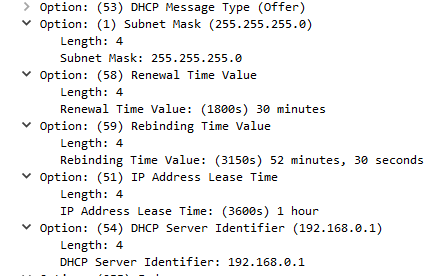 Option: (53) DHCP Message Type (Offer)
Option: (1) Subnet Mask (255.255.255.0)
Length: 4
Subnet Mask: 255.255.255.0
Option: (58) Renewal Time Value
Length: 4
Renewal Time Value: (1800s) 30 minutes
Option: (59) Rebinding Time Value
Length: 4
Rebinding Time Value: (3150s) 52 minutes, 30 seconds
Option: (51) IP Address Lease Time
Length: 4
IP Address Lease Time: (3600s) 1 hour
Option: (54) DHCP Server Identifier (192.168.0.1)
Length: 4
DHCP Server Identifier: 192.168.0.1